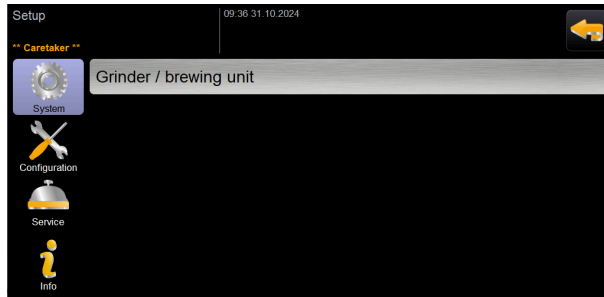 Setup
09:36 31.10.2024
** Caretaker **
System
Grinder / brewing unit
Configuration
Service
Info